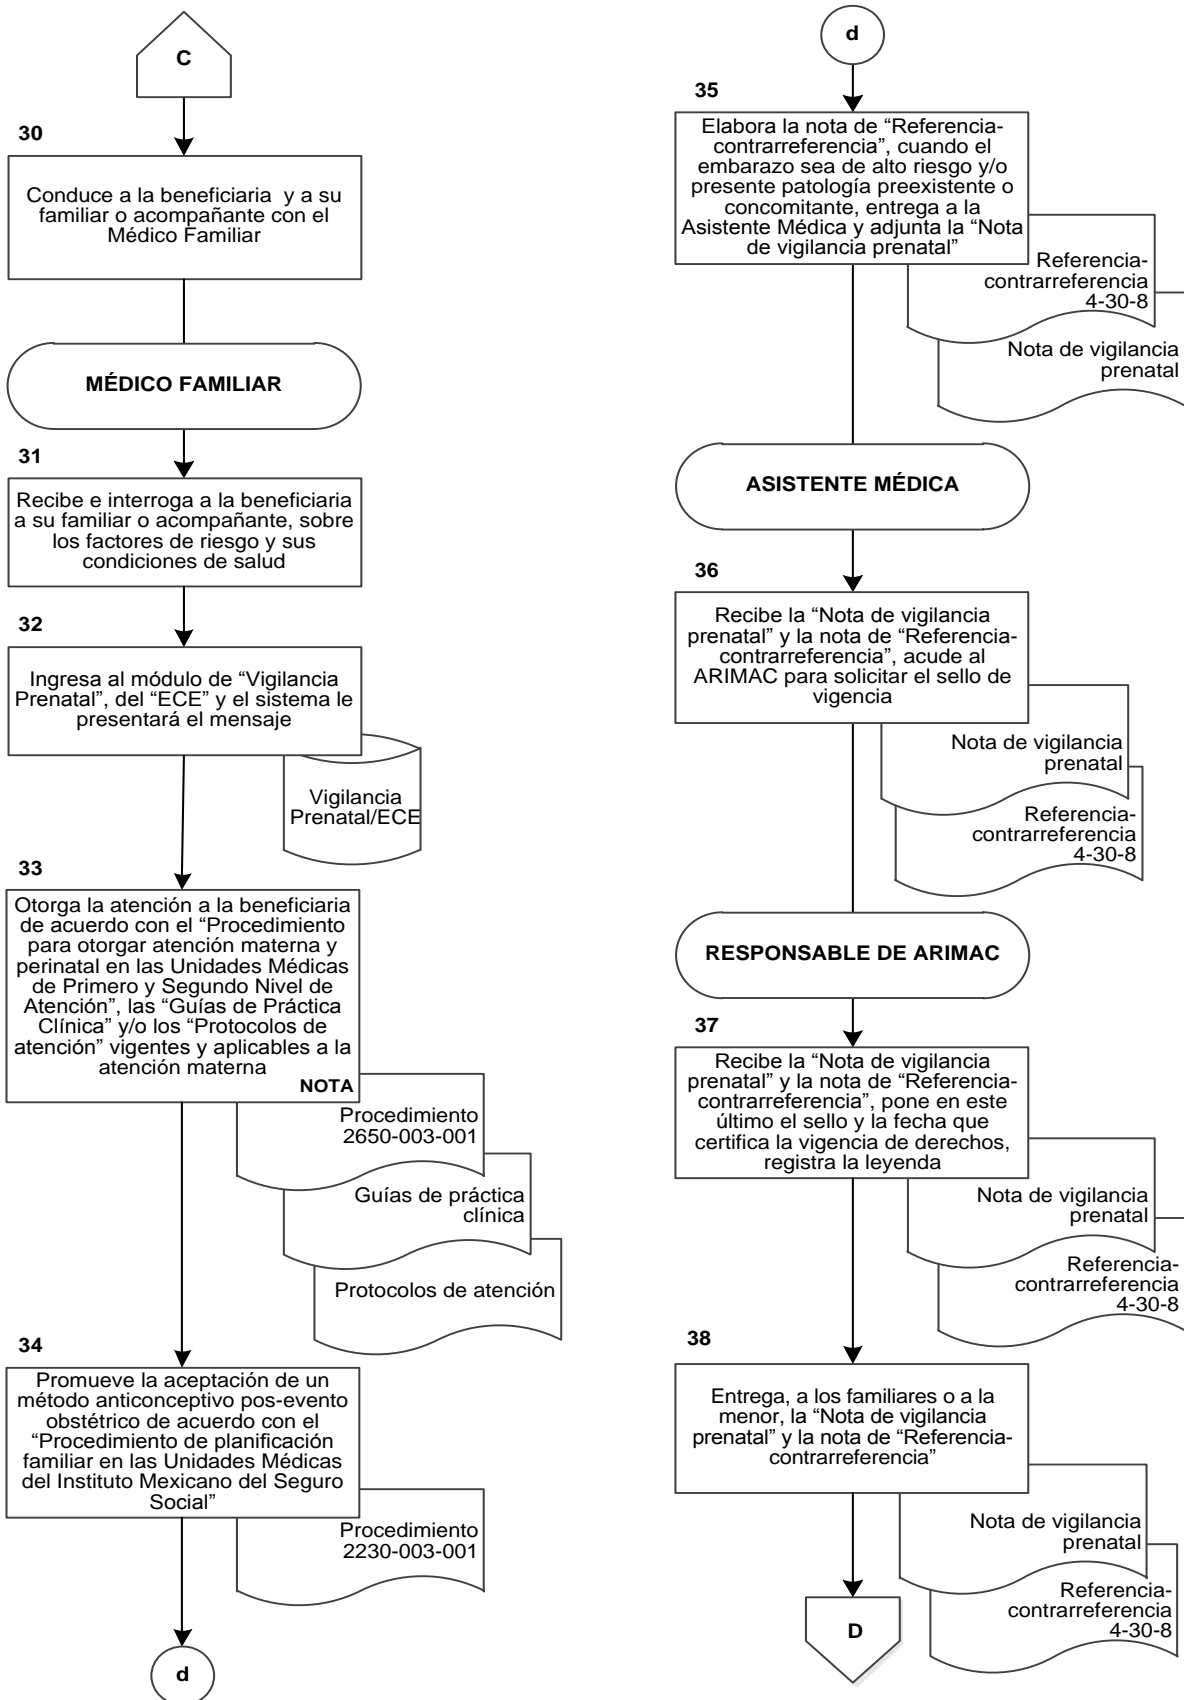 C
30
Conduce a la beneficiaria y a su
familiar o acompañante con el
Médico Familiar
MÉDICO FAMILIAR
31
Recibe e interroga a la beneficiaria
a su familiar o acompañante, sobre
los factores de riesgo y sus
condiciones de salud
32
Ingresa al módulo de “Vigilancia
Prenatal”, del “ECE” y el sistema le
presentará el mensaje
Vigilancia
Prenatal/ECE
33
Otorga la atención a la beneficiaria
de acuerdo con el “Procedimiento
para otorgar atención materna y
perinatal en las Unidades Médicas
de Primero y Segundo Nivel de
Atención”, las “Guías de Práctica
Clínica” y/o los “Protocolos de
atención” vigentes y aplicables a la
atención materna
NOTA
Procedimiento
2650-003-001
Guías de práctica
clínica
Protocolos de atención
34
Promueve la aceptación de un
método anticonceptivo pos-evento
obstétrico de acuerdo con el
“Procedimiento de planificación
familiar en las Unidades Médicas
del Instituto Mexicano del Seguro
Social”
Procedimiento
2230-003-001
d
d
35
Elabora la nota de “Referencia-
contrarreferencia”, cuando el
embarazo sea de alto riesgo y/o
presente patología preexistente o
concomitante, entrega a la
Asistente Médica y adjunta la “Nota
de vigilancia prenatal”
Referencia-
contrarreferencia
4-30-8
Nota de vigilancia
prenatal
ASISTENTE MÉDICA
36
Recibe la “Nota de vigilancia
prenatal” y la nota de “Referencia-
contrarreferencia”, acude al
ARIMAC para solicitar el sello de
vigencia
Nota de vigilancia
prenatal
Referencia-
contrarreferencia
4-30-8
RESPONSABLE DE ARIMAC
37
Recibe la “Nota de vigilancia
prenatal” y la nota de “Referencia-
contrarreferencia”, pone en este
último el sello y la fecha que
certifica la vigencia de derechos,
registra la leyenda
Nota de vigilancia
prenatal
Referencia-
contrarreferencia
4-30-8
38
Entrega, a los familiares o a la
menor, la “Nota de vigilancia
prenatal” y la nota de “Referencia-
contrarreferencia”
Nota de vigilancia
prenatal
Referencia-
contrarreferencia
4-30-8
D